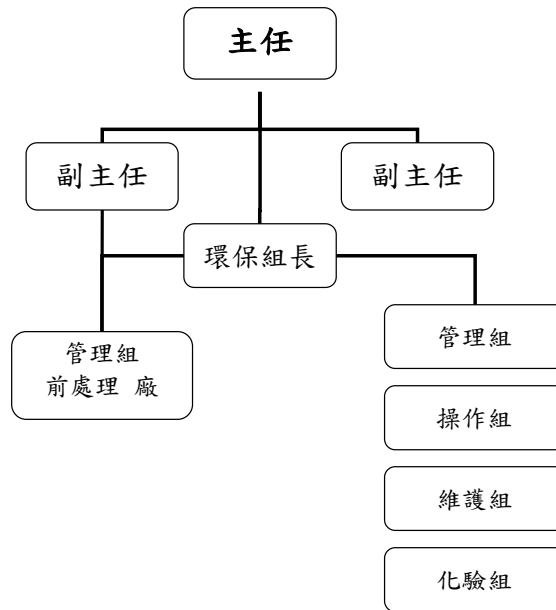 主任
副主任
副主任
環保組長
管理組
前處理 廠
管理組
操作組
維護組
化驗組